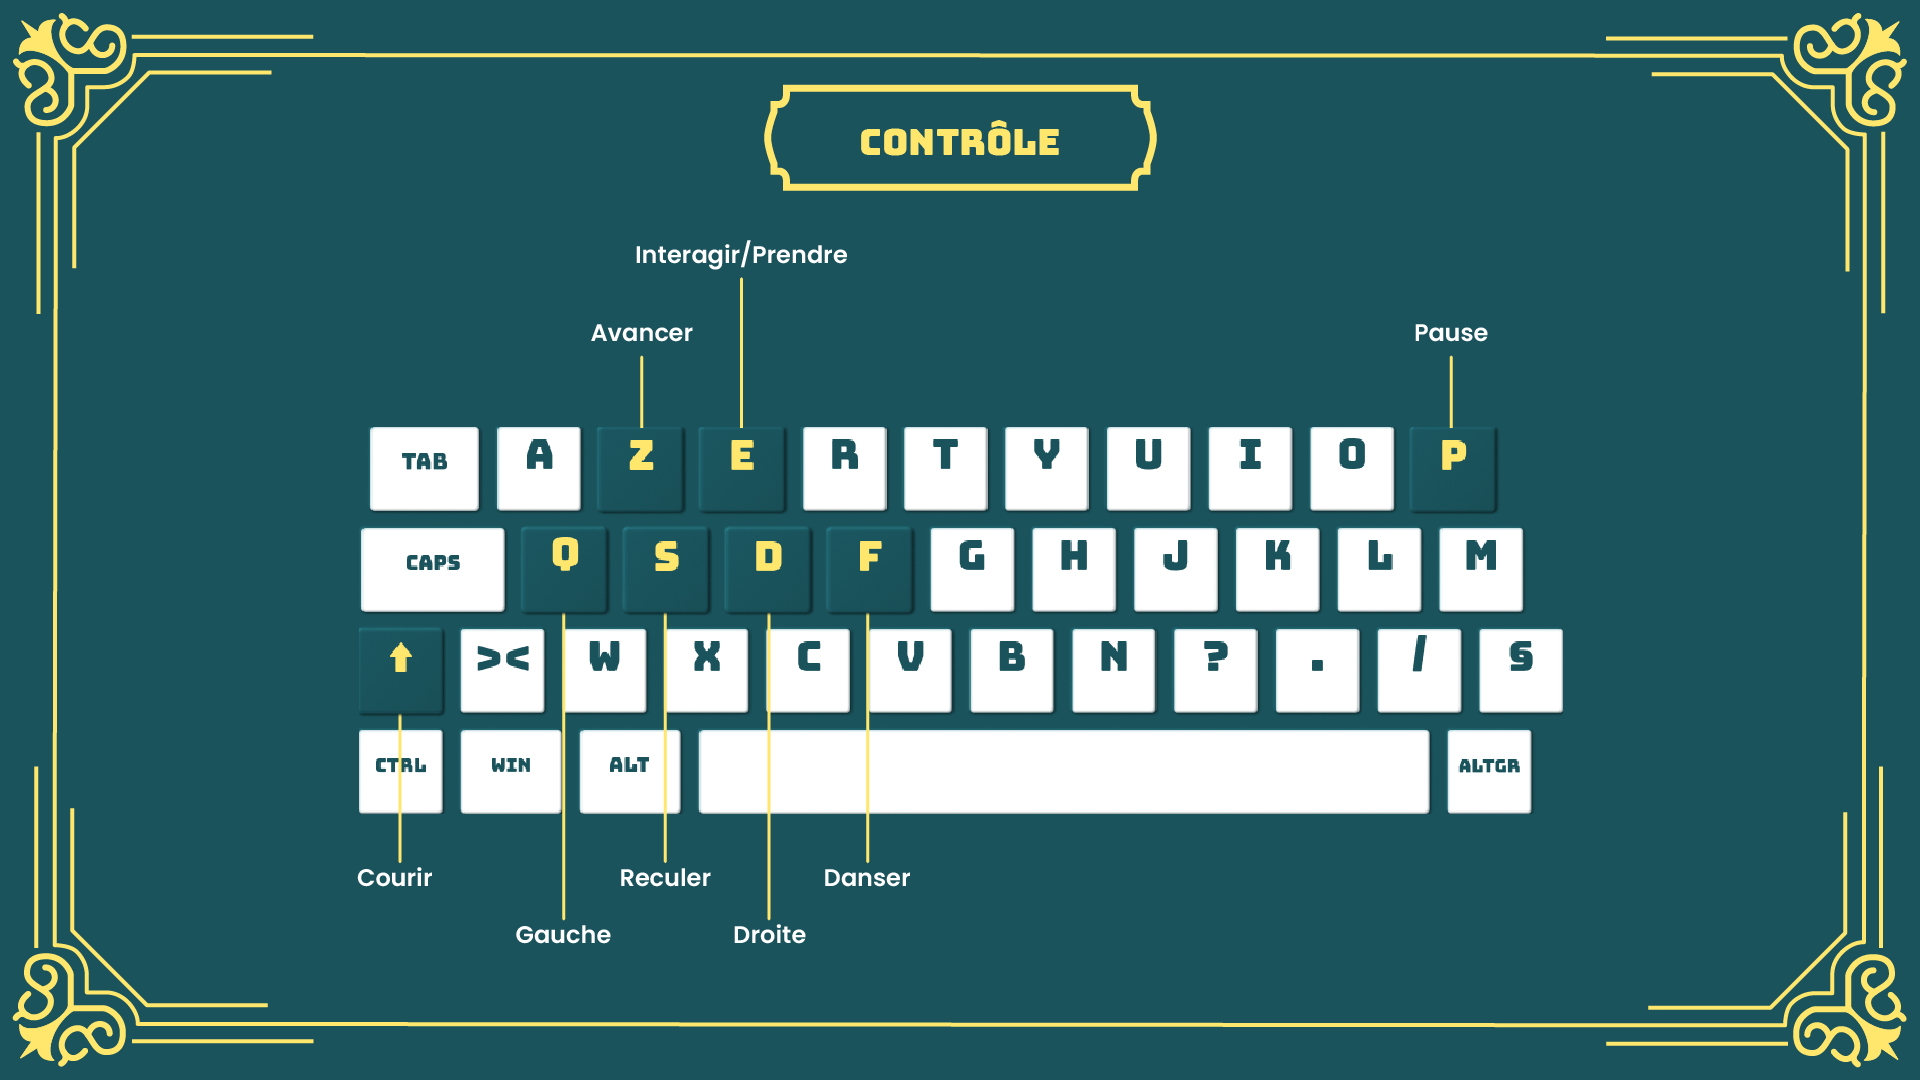 CONTRÔLE
Interagir/Prendre
Avancer
Pause
TAB A Z E R T Y U I O P
CAPS Q S D F G H J K L M
>< W X C V B N ? . / §
CTRL WIN ALT ALTGR
Courir
Reculer
Danser
Gauche
Droite